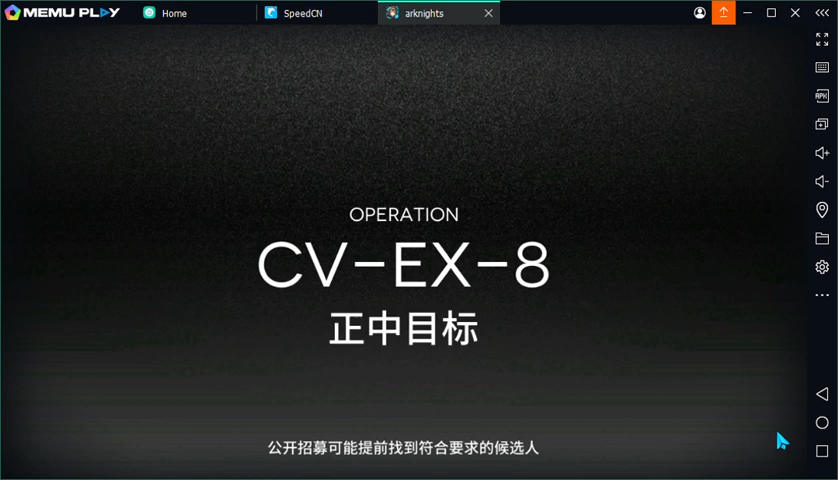 MEMU PLAY
Home
SpeedCN
arknights
APK
OPERATION
CV-EX-8
正中目标
公开招募可能提前找到符合要求的候选人